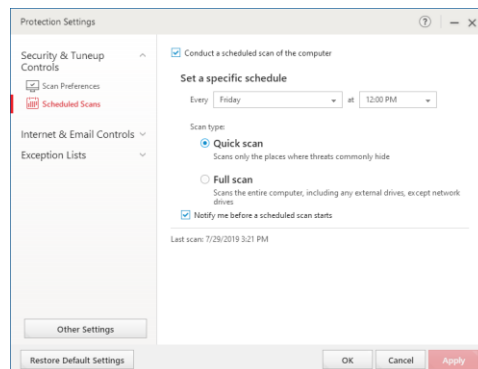 Protection Settings
?
Security & Tuneup
Controls
Scan Preferences
Scheduled Scans
Internet & Email Controls
Exception Lists
Other Settings
Conduct a scheduled scan of the computer
Set a specific schedule
Every Friday at 12:00 PM
Scan type:
Quick scan
Scans only the places where threats commonly hide
Full scan
Scans the entire computer, including any external drives, except network
drives
Notify me before a scheduled scan starts
Last scan: 7/29/2019 3:21 PM
Restore Default Settings OK Cancel Apply